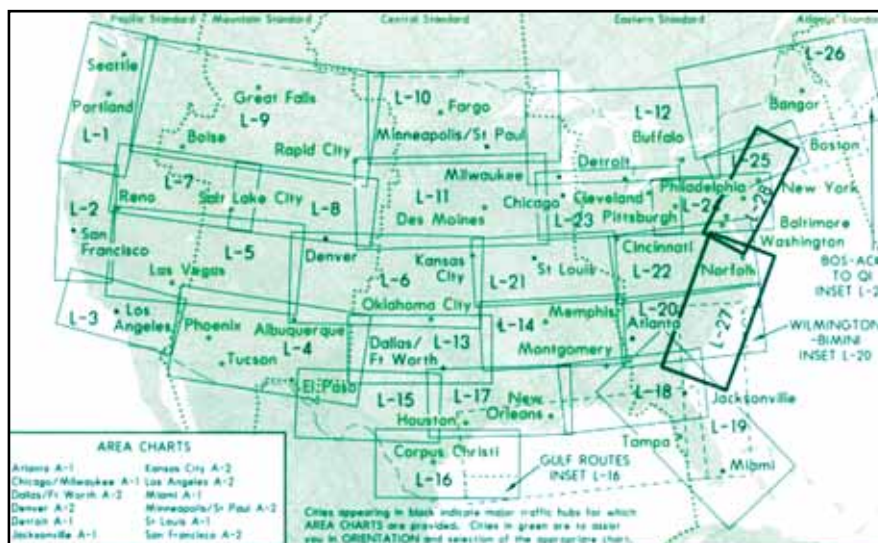 Pacific Standard Mountain Standard Central Standard Eastern Standard Atlantic Standard
Seattle
Portland
L-1
Great Falls
L-9
Boise
Rapid City
L-10
Fargo
Minneapolis/St Paul
L-12
Buffalo
Detroit
L-26
Bangor
Boston
L-25
New York
L-28
Philadelphia
Baltimore
Washington
Reno
L-7
Salt Lake City
L-8
L-11
Des Moines
Milwaukee
Chicago
Cleveland
Pittsburgh
L-23
L-2
San
Francisco
L-5
Las Vegas
Denver
L-6
Kansas
City
Oklahoma City
L-21
St Louis
Cincinnati
L-22
Norfolk
BOS-ACK
TO QI
INSET L-2
L-3
Los
Angeles
Phoenix
Tucson
L-4
Albuquerque
Dallas/
Ft Worth
L-13
L-14
Memphis
Montgomery
L-20
Atlanta
L-27
WILMINGTON
-BIMINI
INSET L-20
El Paso
L-15
Houston
L-17
New
Orleans
L-18
Jacksonville
L-19
Tampa
Miami
Corpus Christi
L-16
GULF ROUTES
INSET L-16
AREA CHARTS
Atlanta A-1 Kansas City A-2
Chicago/Milwaukee A-1 Los Angeles A-2
Dallas/Ft Worth A-2 Miami A-1
Denver A-2 Minneapolis/St Paul A-2
Detroit A-1 St Louis A-1
Jacksonville A-1 San Francisco A-2
Cities appearing in black indicate major traffic hubs for which
AREA CHARTS are provided. Cities in green are to assist
you in ORIENTATION and selection of the appropriate chart.